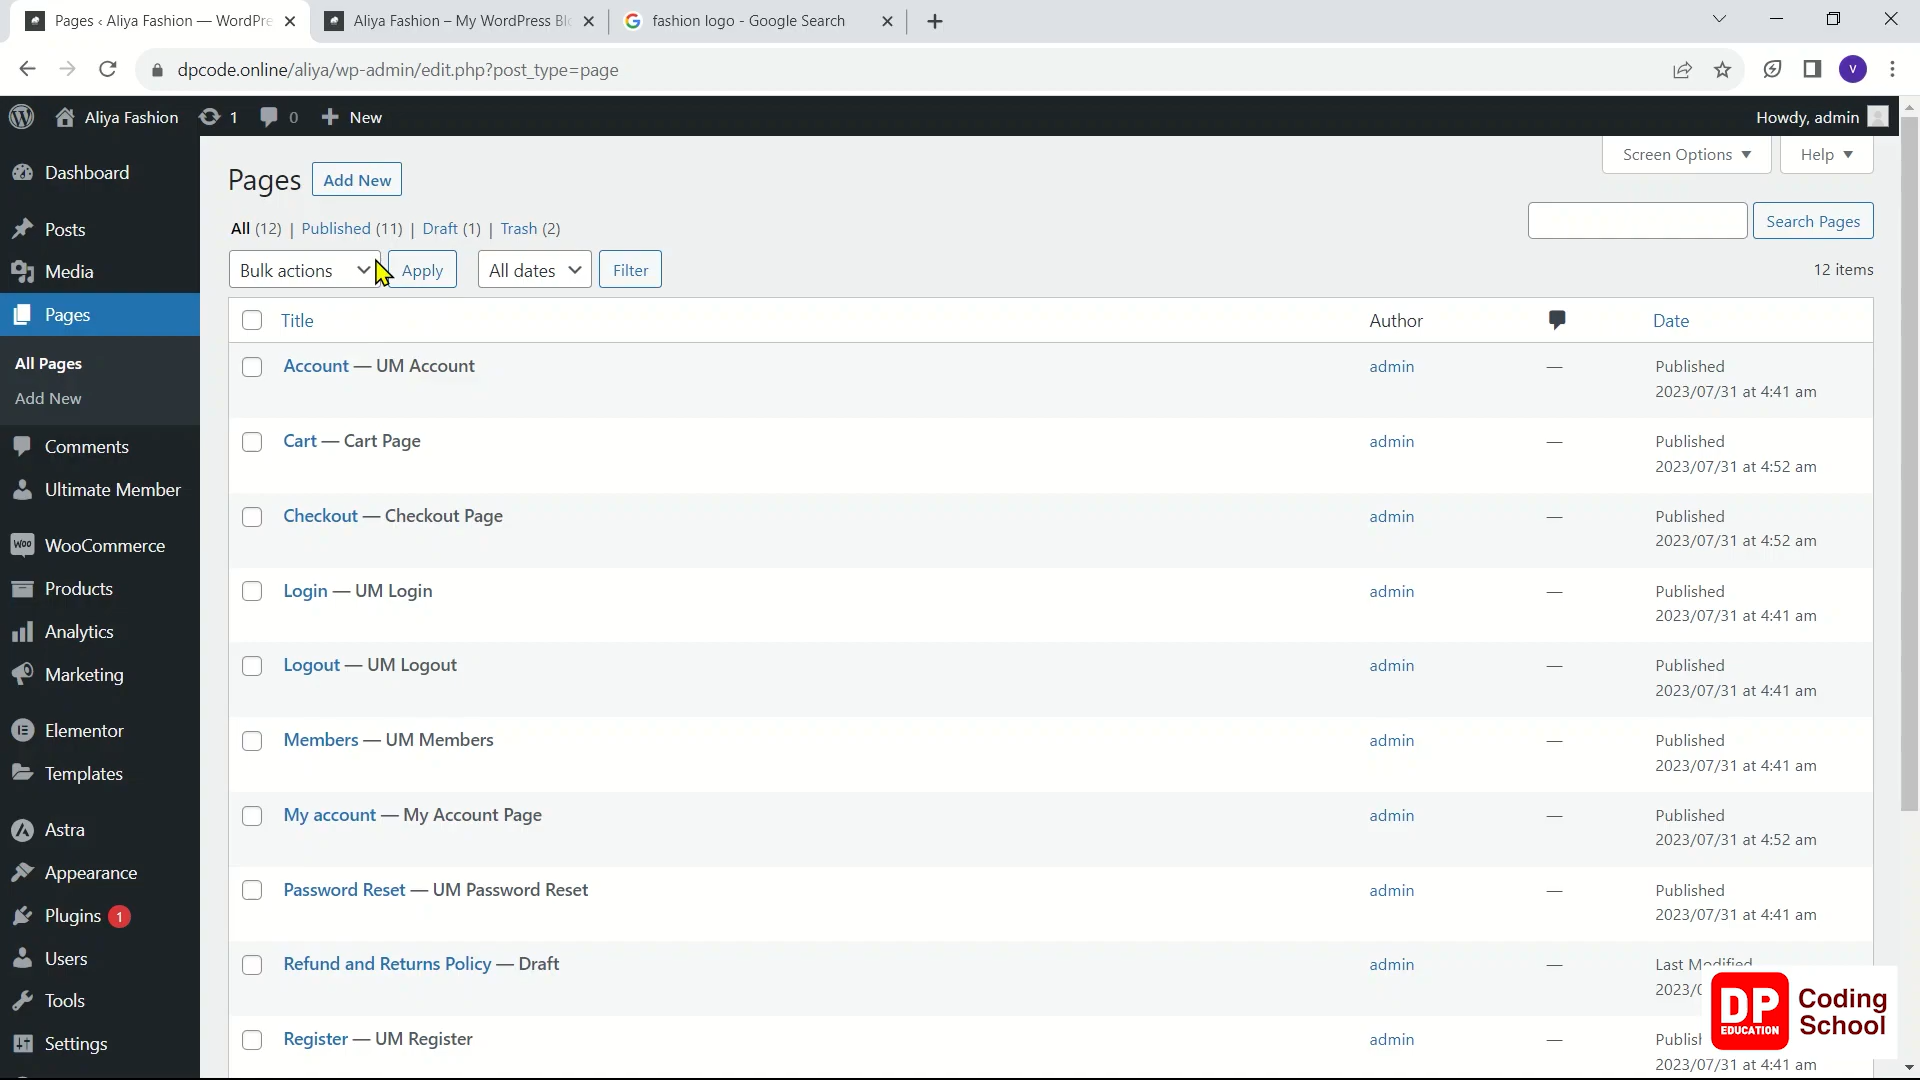 Pages ‹ Aliya Fashion — WordPre
Aliya Fashion – My WordPress Bl
fashion logo - Google Search
dpcode.online/aliya/wp-admin/edit.php?post_type=page
V
Aliya Fashion 1 0 New
Howdy, admin
Dashboard
Posts
Media
Pages
All Pages
Add New
Comments
Ultimate Member
Woo WooCommerce
Products
Analytics
Marketing
Elementor
Templates
Astra
Appearance
Plugins 1
Users
Tools
Settings
Screen Options Help
Pages Add New
All (12) | Published (11) | Draft (1) | Trash (2)
Search Pages
Bulk actions Apply All dates Filter
12 items
Title Author Date
Account — UM Account admin — Published
2023/07/31 at 4:41 am
Cart — Cart Page admin — Published
2023/07/31 at 4:52 am
Checkout — Checkout Page admin — Published
2023/07/31 at 4:52 am
Login — UM Login admin — Published
2023/07/31 at 4:41 am
Logout — UM Logout admin — Published
2023/07/31 at 4:41 am
Members — UM Members admin — Published
2023/07/31 at 4:41 am
My account — My Account Page admin — Published
2023/07/31 at 4:52 am
Password Reset — UM Password Reset admin — Published
2023/07/31 at 4:41 am
Refund and Returns Policy — Draft admin — Last Modified
2023/0
Register — UM Register admin — Publish
2023/07/31 at 4:41 am
DP
EDUCATION
Coding
School